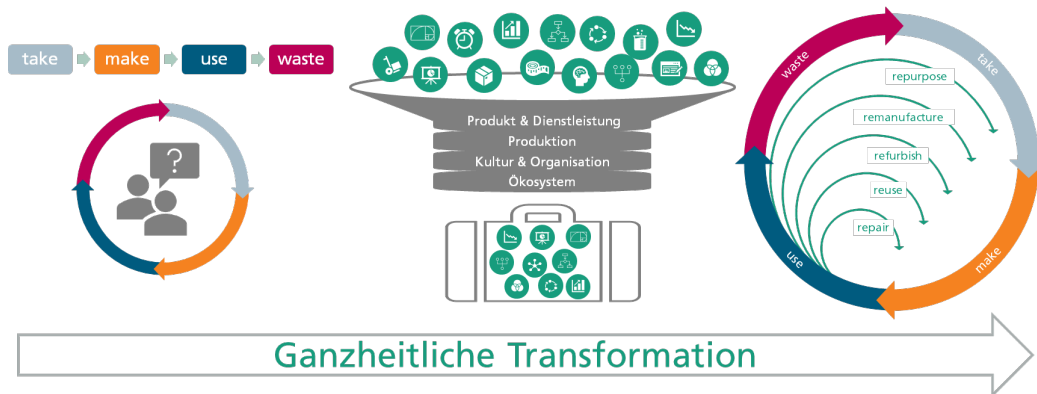 take
make
use
waste
?
Produkt & Dienstleistung
Produktion
Kultur & Organisation
Ökosystem
waste
take
repurpose
remanufacture
refurbish
reuse
repair
use
make
Ganzheitliche Transformation